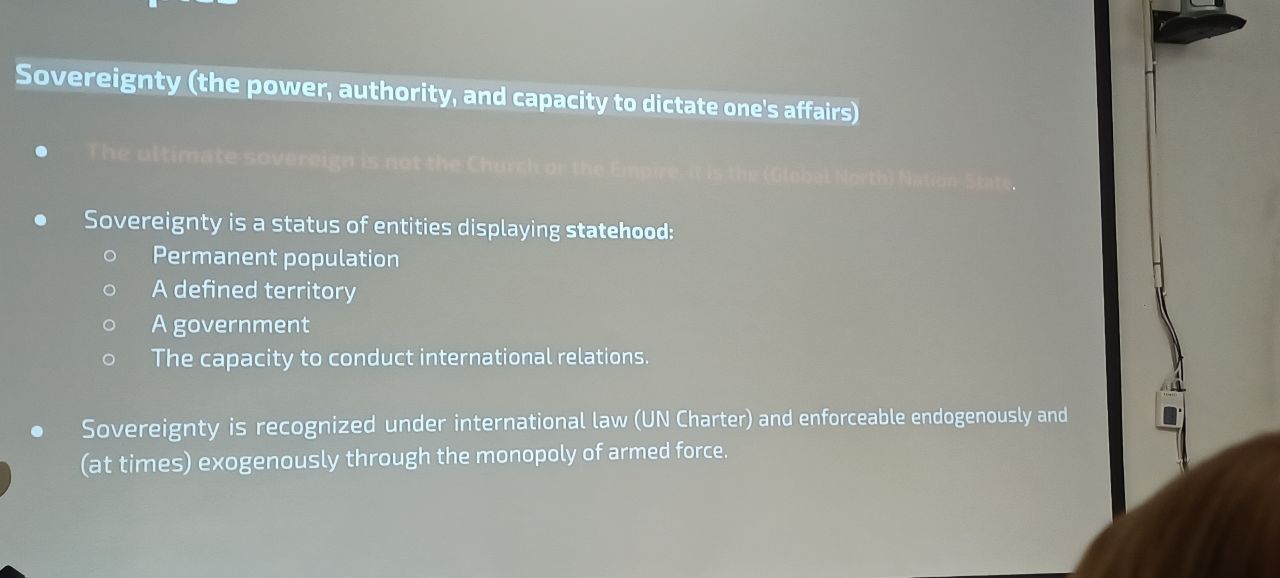 Sovereignty (the power, authority, and capacity to dictate one's affairs)
● The ultimate sovereign is not the Church or the Empire, it is the (Global North) Nation-State.
● Sovereignty is a status of entities displaying statehood:
○ Permanent population
○ A defined territory
○ A government
○ The capacity to conduct international relations.
● Sovereignty is recognized under international law (UN Charter) and enforceable endogenously and
(at times) exogenously through the monopoly of armed force.